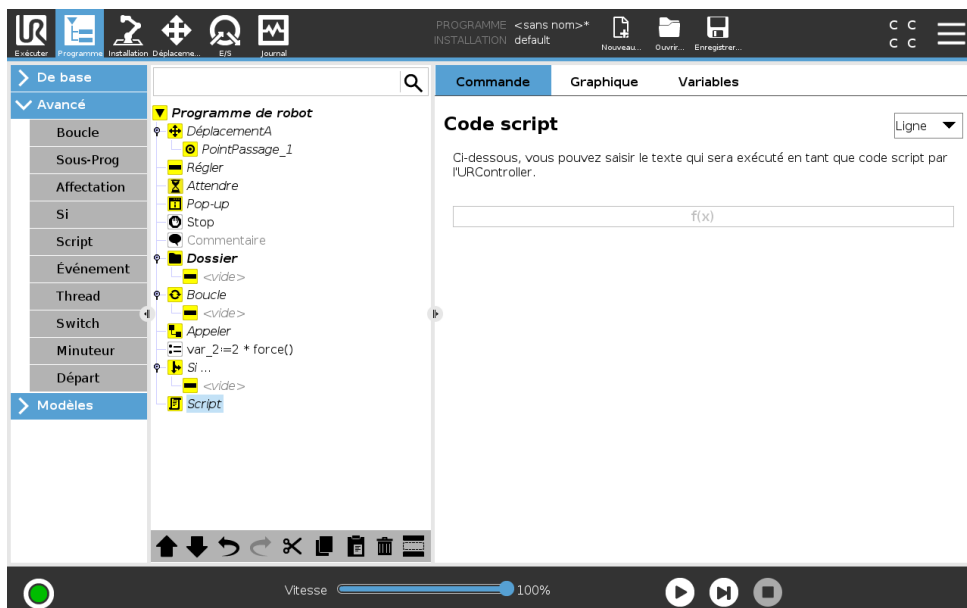 UR
PROGRAMME <sans nom>*
INSTALLATION default
C C
C C
Exécuter Programme Installation Déplaceme... E/S Journal Nouveau... Ouvrir... Enregistrer...
De base
Avancé
Boucle
Sous-Prog
Affectation
Si
Script
Événement
Thread
Switch
Minuteur
Départ
Modèles
Programme de robot
DéplacementA
PointPassage_1
Régler
Attendre
Pop-up
Stop
Commentaire
Dossier
<vide>
Boucle
<vide>
Appeler
var_2:=2 * force()
Si ...
<vide>
Script
Commande Graphique Variables
Code script
Ligne
Ci-dessous, vous pouvez saisir le texte qui sera exécuté en tant que code script par
l'URController.
f(x)
Vitesse 100%